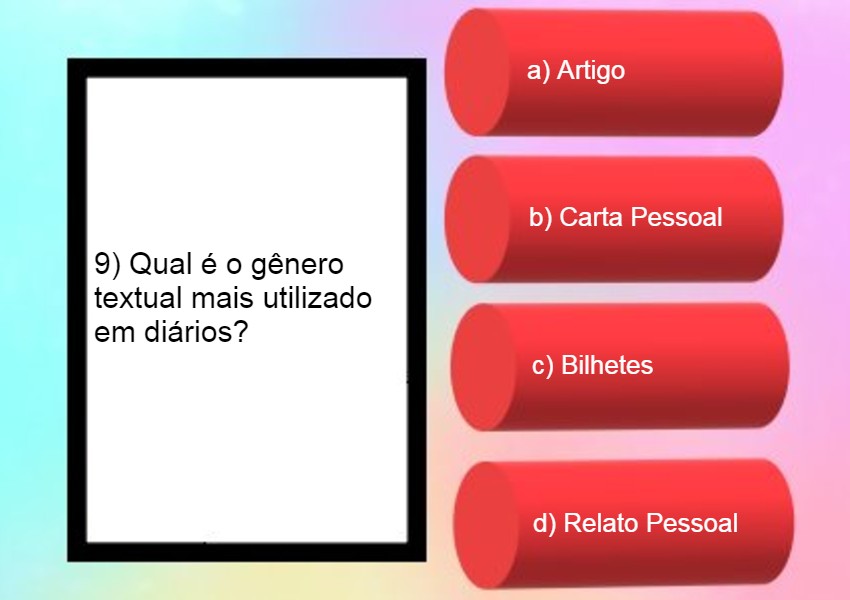 9) Qual é o gênero
textual mais utilizado
em diários?
a) Artigo
b) Carta Pessoal
c) Bilhetes
d) Relato Pessoal